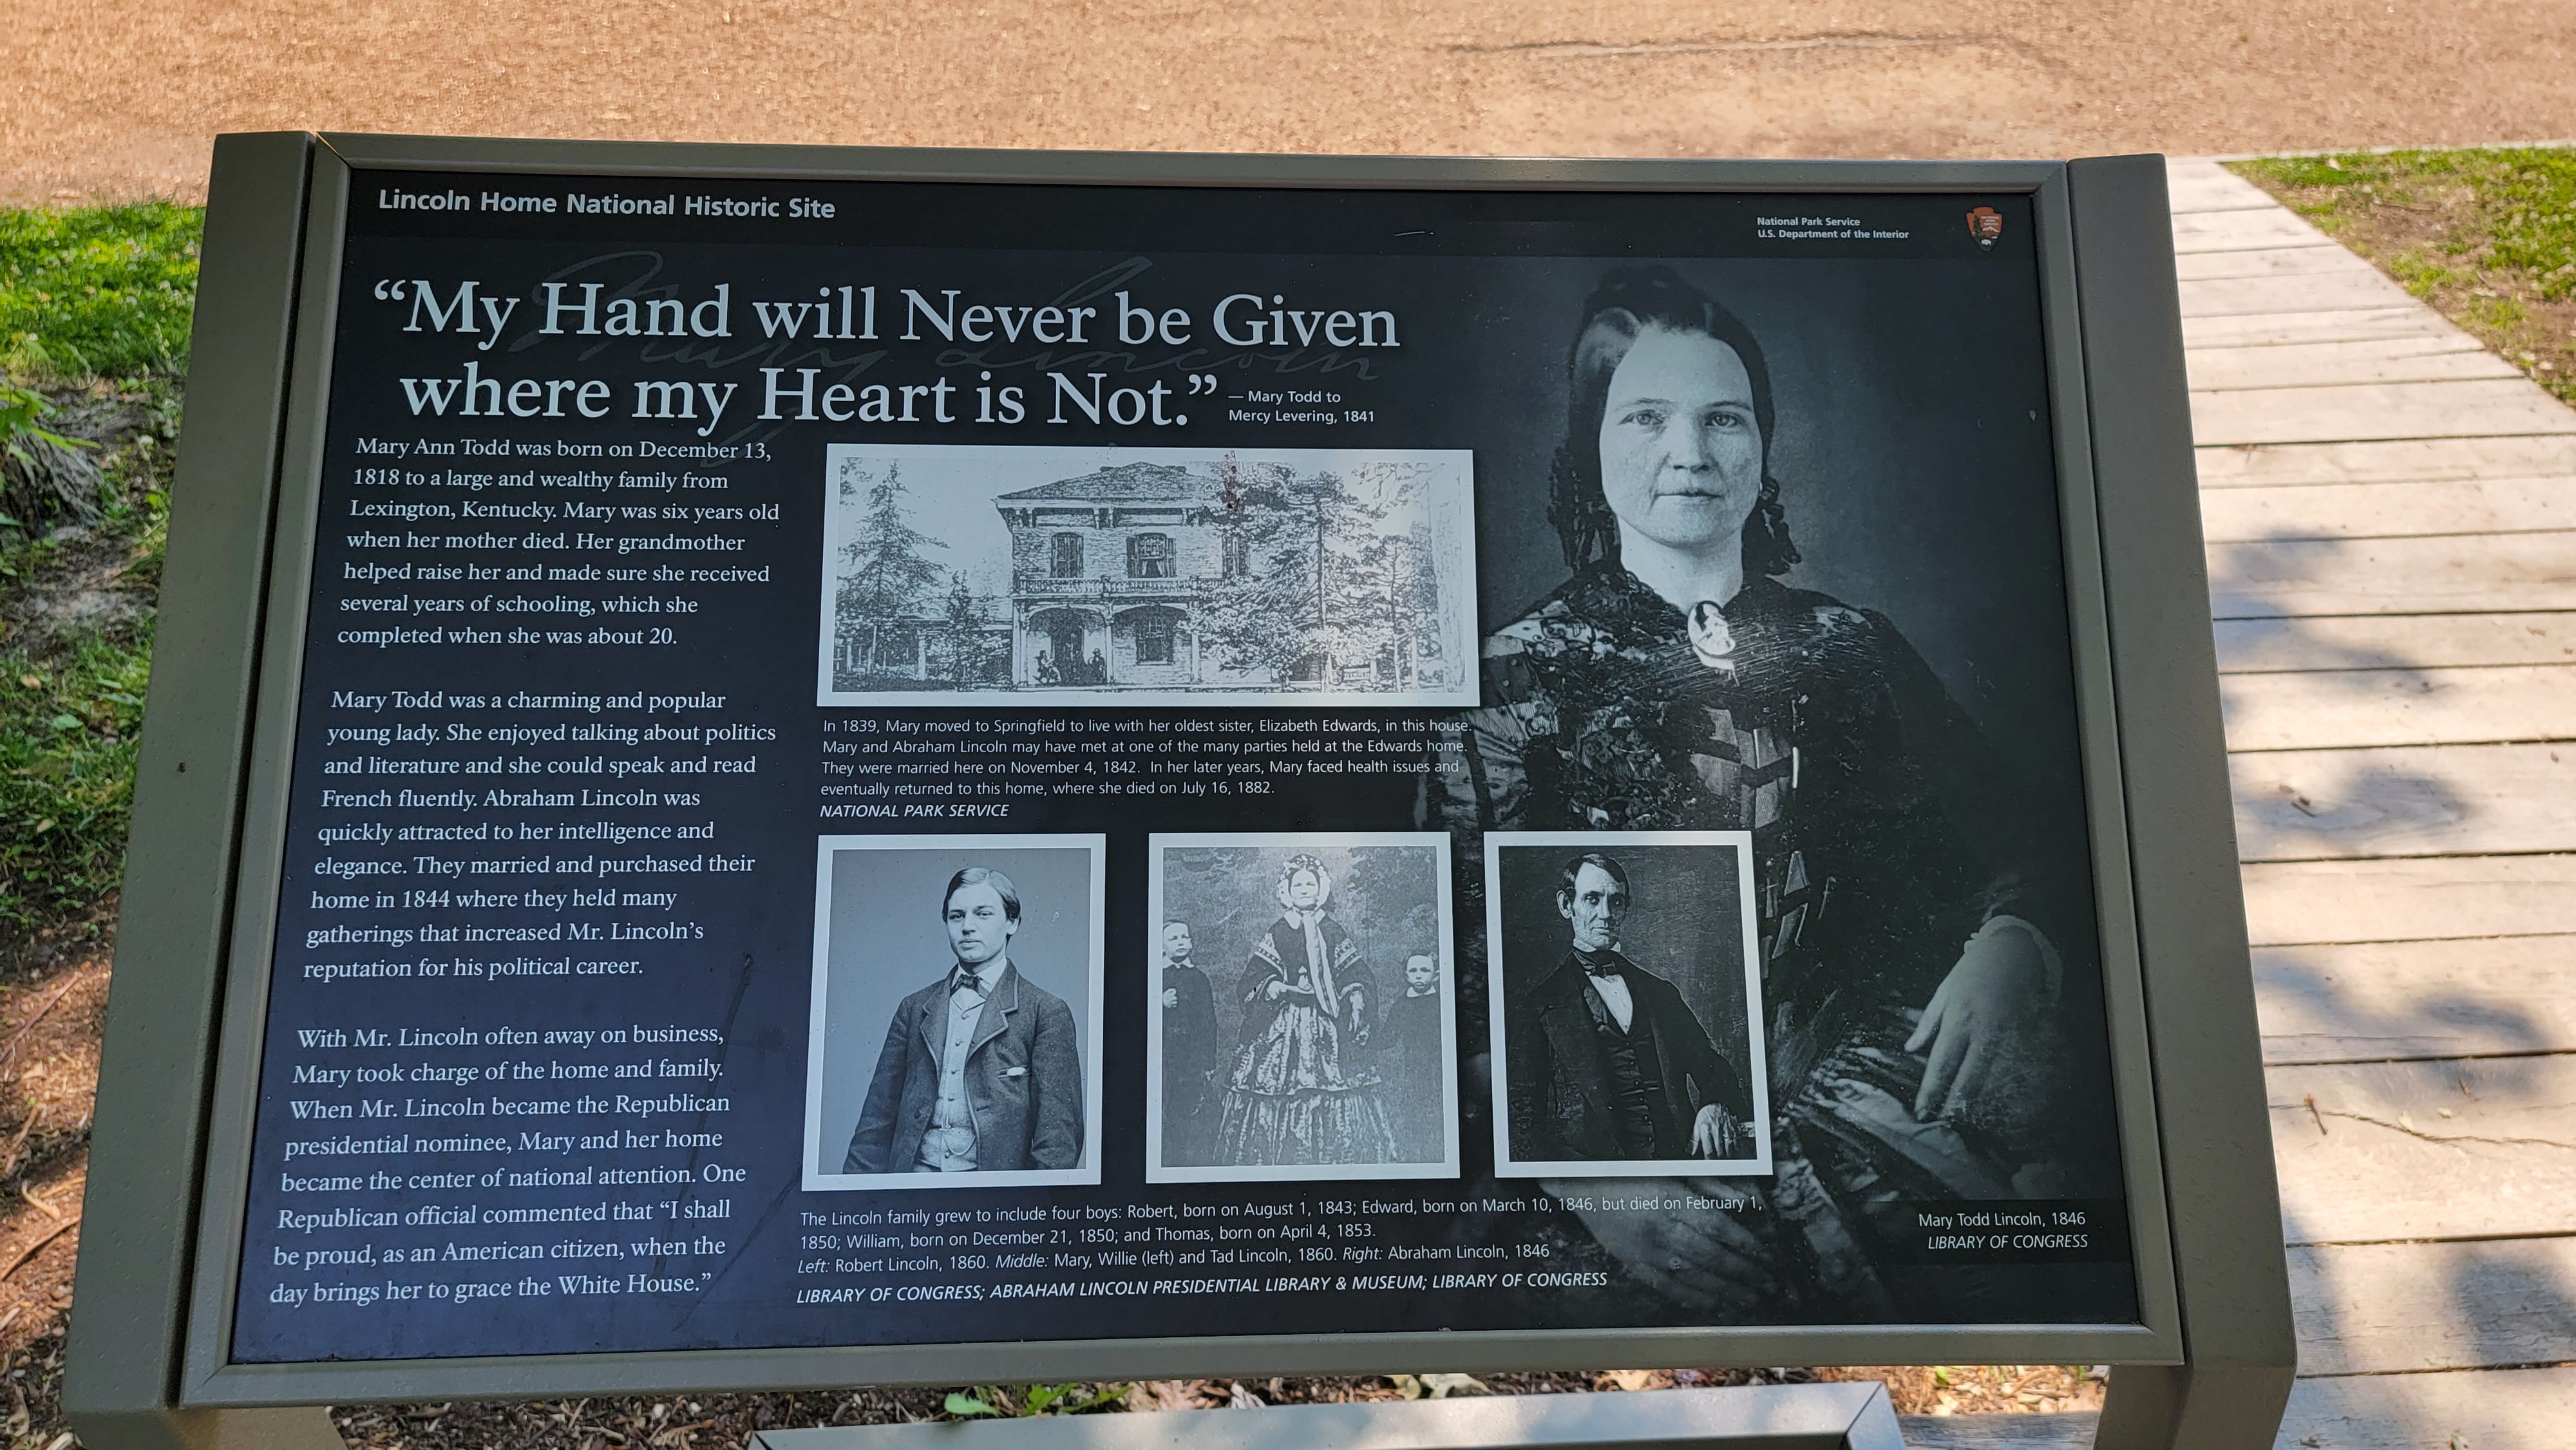 Lincoln Home National Historic Site
National Park Service
U.S. Department of the Interior
“My Hand will Never be Given
where my Heart is Not.”
— Mary Todd to
Mercy Levering, 1841
Mary Ann Todd was born on December 13,
1818 to a large and wealthy family from
Lexington, Kentucky. Mary was six years old
when her mother died. Her grandmother
helped raise her and made sure she received
several years of schooling, which she
completed when she was about 20.
Mary Todd was a charming and popular
young lady. She enjoyed talking about politics
and literature and she could speak and read
French fluently. Abraham Lincoln was
quickly attracted to her intelligence and
elegance. They married and purchased their
home in 1844 where they held many
gatherings that increased Mr. Lincoln’s
reputation for his political career.
With Mr. Lincoln often away on business,
Mary took charge of the home and family.
When Mr. Lincoln became the Republican
presidential nominee, Mary and her home
became the center of national attention. One
Republican official commented that “I shall
be proud, as an American citizen, when the
day brings her to grace the White House.”
In 1839, Mary moved to Springfield to live with her oldest sister, Elizabeth Edwards, in this house.
Mary and Abraham Lincoln may have met at one of the many parties held at the Edwards home.
They were married here on November 4, 1842. In her later years, Mary faced health issues and
eventually returned to this home, where she died on July 16, 1882.
NATIONAL PARK SERVICE
The Lincoln family grew to include four boys: Robert, born on August 1, 1843; Edward, born on March 10, 1846, but died on February 1,
1850; William, born on December 21, 1850; and Thomas, born on April 4, 1853.
Left: Robert Lincoln, 1860. Middle: Mary, Willie (left) and Tad Lincoln, 1860. Right: Abraham Lincoln, 1846
LIBRARY OF CONGRESS; ABRAHAM LINCOLN PRESIDENTIAL LIBRARY & MUSEUM; LIBRARY OF CONGRESS
Mary Todd Lincoln, 1846
LIBRARY OF CONGRESS
Mary Lincoln